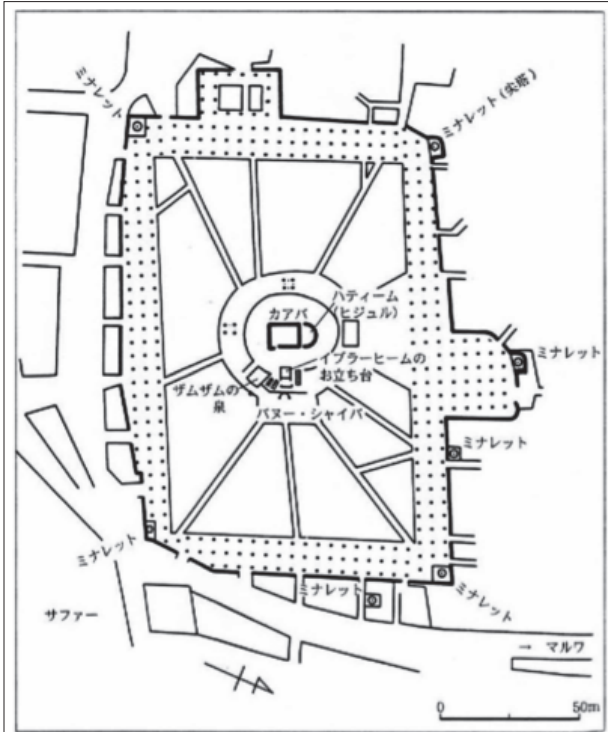 ミナレット
ミナレット(尖塔)
カアバ
ハティーム
(ヒジュル)
イブラーヒームの
お立ち台
ザムザムの
泉
バヌー・シャイバ
ミナレット
ミナレット
ミナレット
ミナレット
ミナレット
サファー
→ マルワ
0 50m